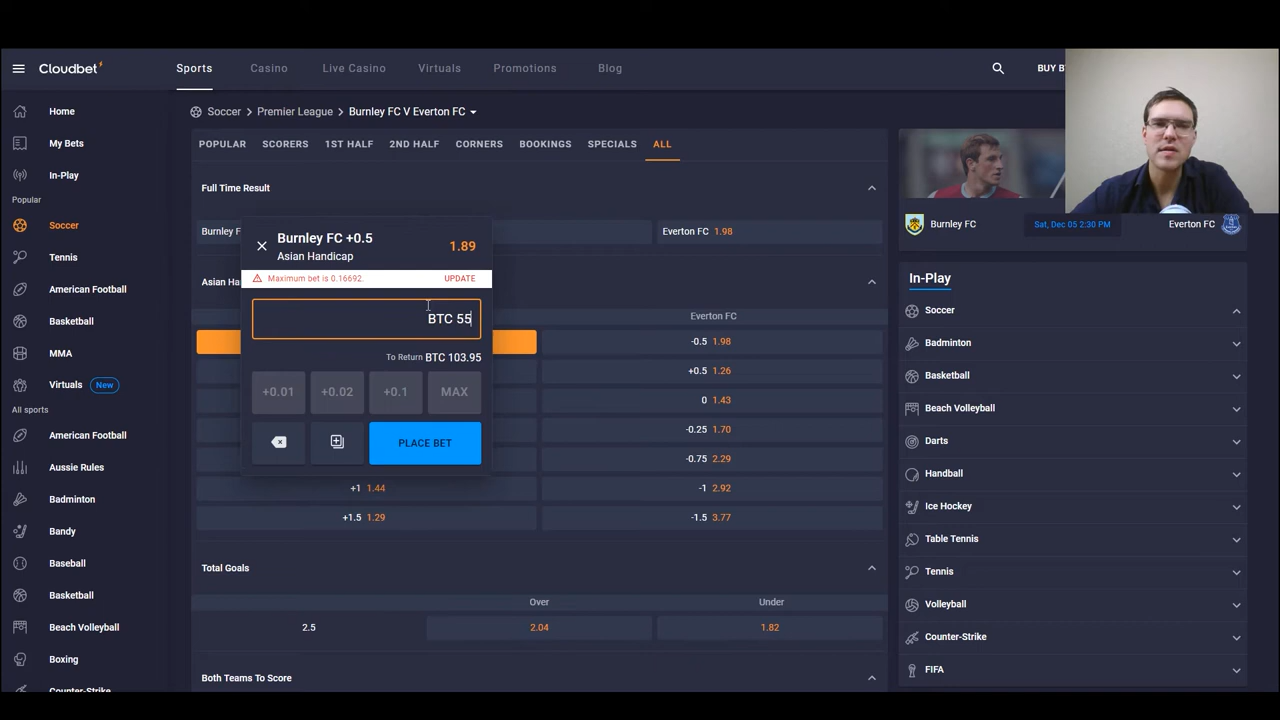 Cloudbet
Sports
Casino
Live Casino
Virtuals
Promotions
Blog
Home
My Bets
In-Play
Popular
Soccer
Tennis
American Football
Basketball
MMA
Virtuals New
All sports
American Football
Aussie Rules
Badminton
Bandy
Baseball
Basketball
Beach Volleyball
Boxing
Counter-Strike
Soccer > Premier League > Burnley FC V Everton FC
POPULAR SCORERS 1ST HALF 2ND HALF CORNERS BOOKINGS SPECIALS ALL
Full Time Result
Everton FC 1.98
Burnley FC +0.5 1.89
Asian Handicap
Maximum bet is 0.16692. UPDATE
BTC 55
To Return BTC 103.95
+0.01 +0.02 +0.1 MAX
PLACE BET
Everton FC
-0.5 1.98
+0.5 1.26
0 1.43
-0.25 1.70
-0.75 2.29
+1 1.44 -1 2.92
+1.5 1.29 -1.5 3.77
Total Goals
Over Under
2.5 2.04 1.82
Both Teams To Score
BUY
Burnley FC Sat, Dec 05 2:30 PM Everton FC
In-Play
Soccer
Badminton
Basketball
Beach Volleyball
Darts
Handball
Ice Hockey
Table Tennis
Tennis
Volleyball
Counter-Strike
FIFA